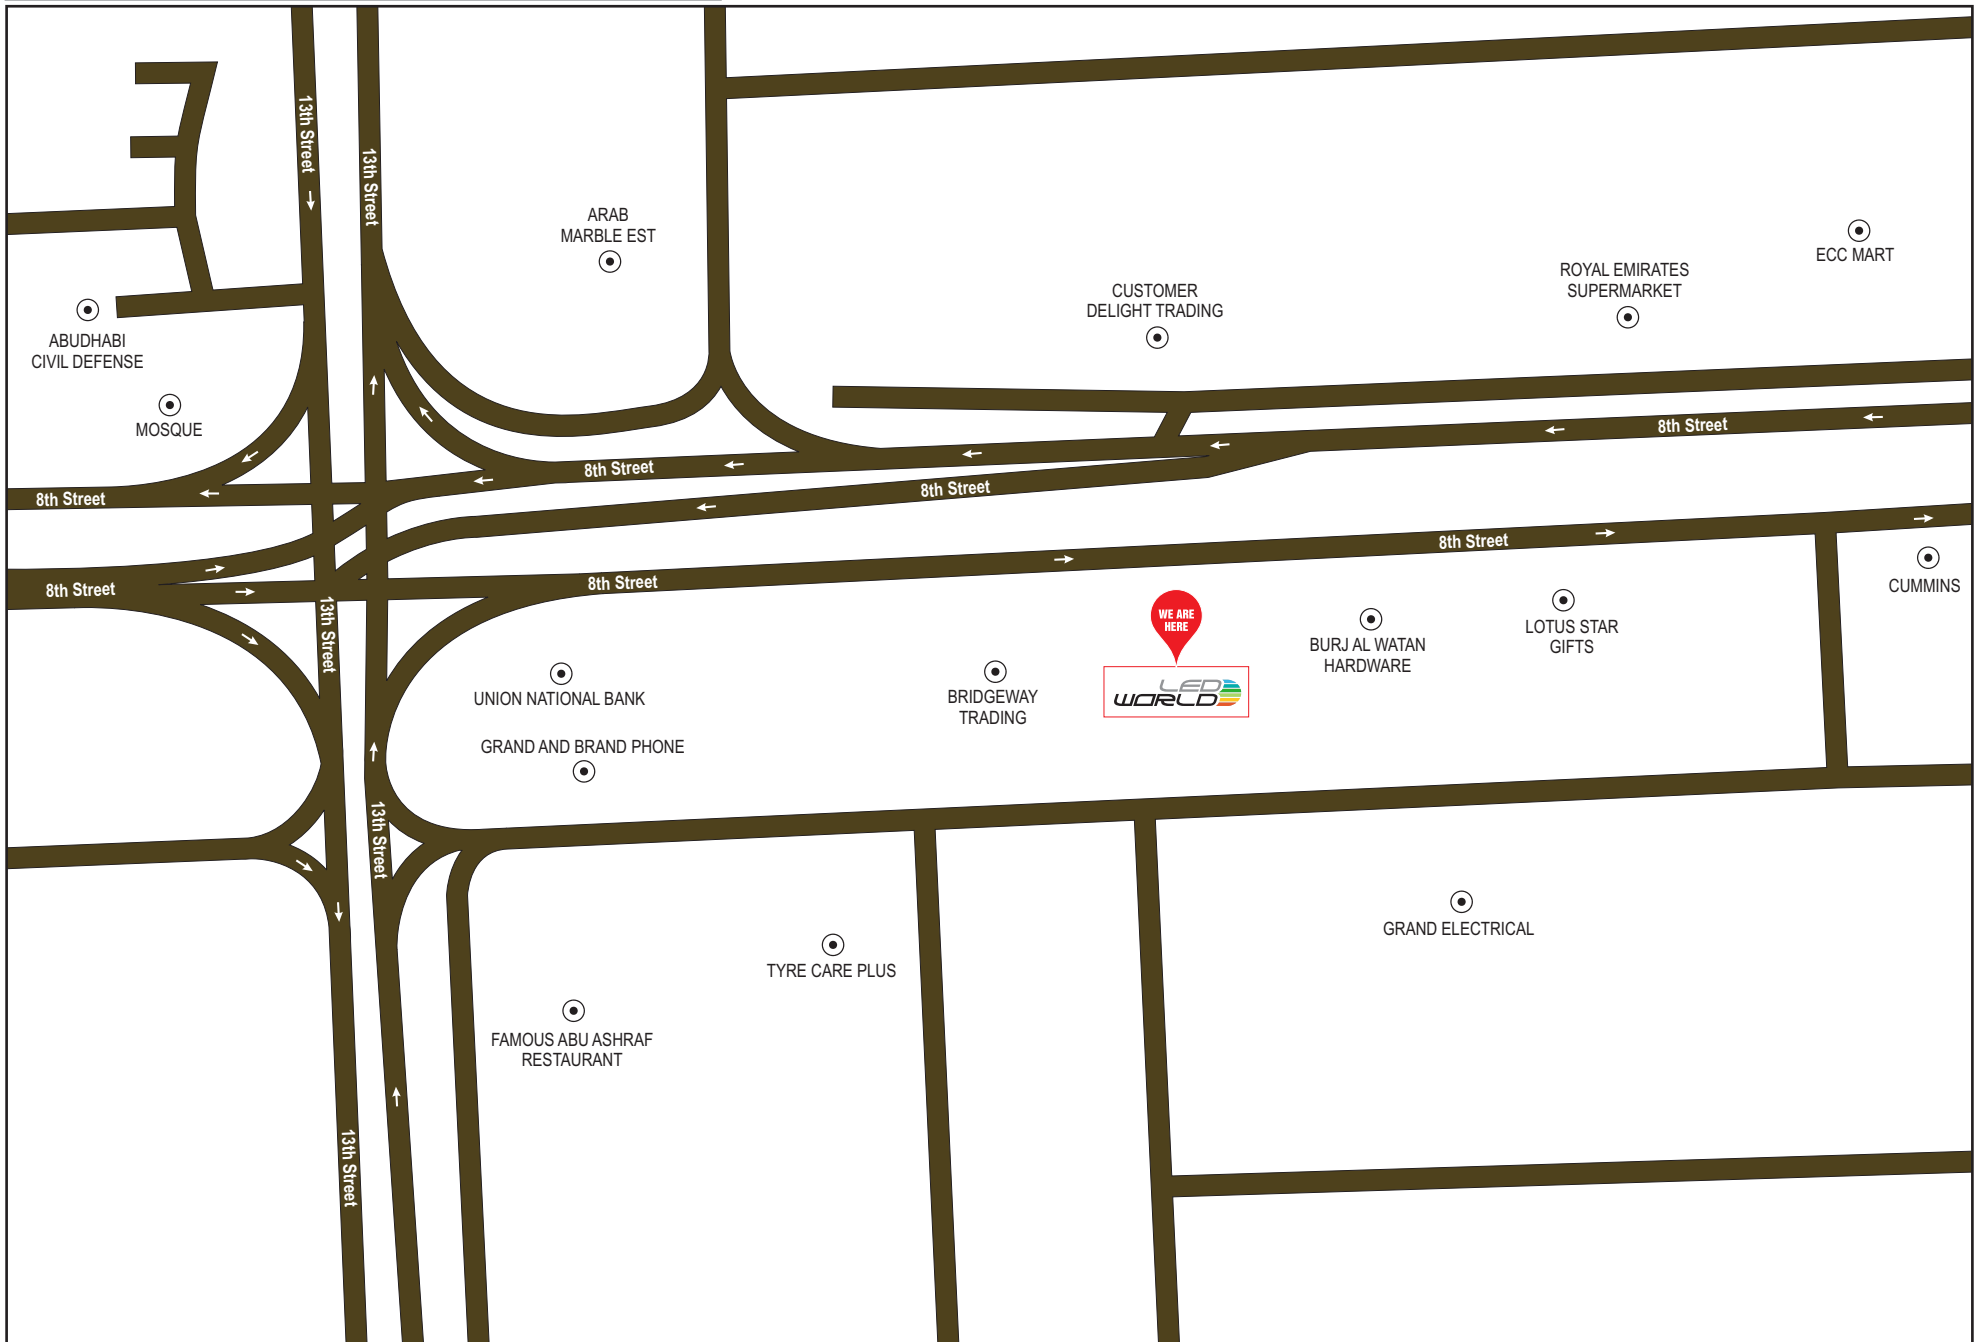 13th Street
13th Street
ARAB
MARBLE EST
ECC MART
ROYAL EMIRATES
SUPERMARKET
CUSTOMER
DELIGHT TRADING
ABUDHABI
CIVIL DEFENSE
MOSQUE
8th Street
8th Street
8th Street
8th Street
8th Street
8th Street
8th Street
CUMMINS
13th Street
WE ARE
HERE
LED
WORLD
BURJ AL WATAN
HARDWARE
LOTUS STAR
GIFTS
UNION NATIONAL BANK
BRIDGEWAY
TRADING
GRAND AND BRAND PHONE
13th Street
GRAND ELECTRICAL
TYRE CARE PLUS
FAMOUS ABU ASHRAF
RESTAURANT
13th Street